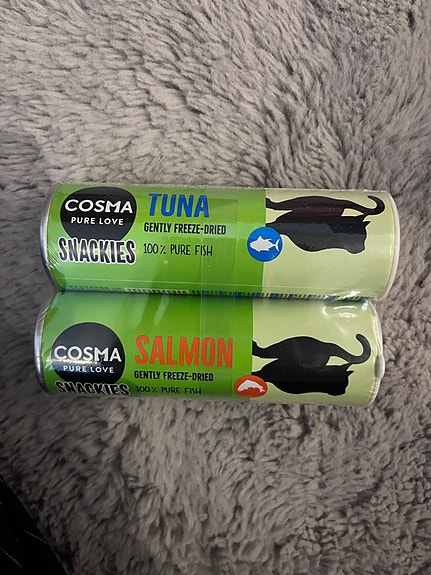 COSMA
PURE LOVE
SNACKIES
TUNA
GENTLY FREEZE-DRIED
100% PURE FISH
COSMA
PURE LOVE
SNACKIES
SALMON
GENTLY FREEZE-DRIED
100% PURE FISH